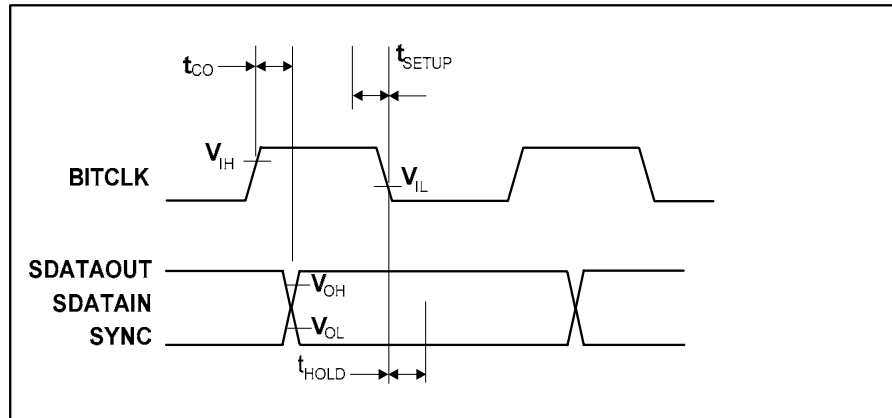 tCO
tSETUP
VIH
BITCLK
VIL
SDATAOUT
VOH
SDATAIN
VOL
SYNC
tHOLD